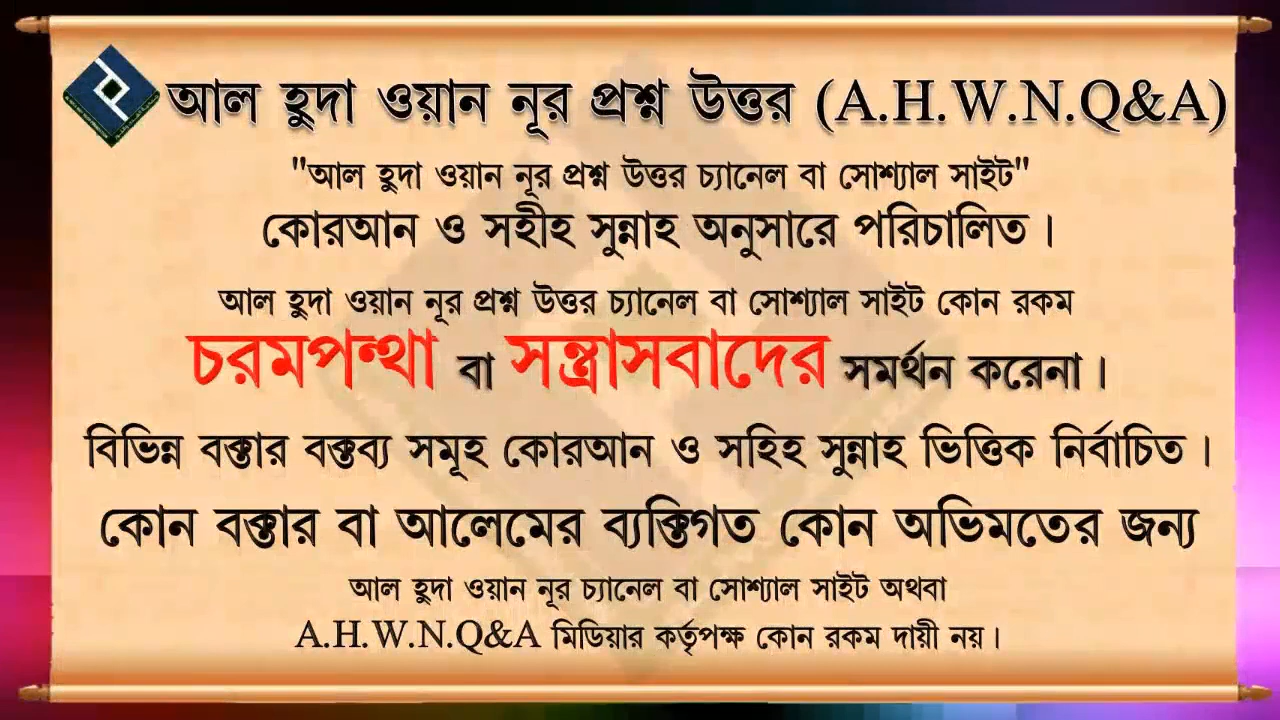 আল হুদা ওয়ান নূর প্রশ্ন উত্তর (A.H.W.N.Q&A)
"আল হুদা ওয়ান নূর প্রশ্ন উত্তর চ্যানেল বা সোশ্যাল সাইট"
কোরআন ও সহীহ সুন্নাহ অনুসারে পরিচালিত।
আল হুদা ওয়ান নূর প্রশ্ন উত্তর চ্যানেল বা সোশ্যাল সাইট কোন রকম
চরমপন্থা বা সন্ত্রাসবাদের সমর্থন করেনা।
বিভিন্ন বক্তার বক্তব্য সমূহ কোরআন ও সহিহ সুন্নাহ ভিত্তিক নির্বাচিত।
কোন বক্তার বা আলেমের ব্যক্তিগত কোন অভিমতের জন্য
আল হুদা ওয়ান নূর চ্যানেল বা সোশ্যাল সাইট অথবা
A.H.W.N.Q&A মিডিয়ার কর্তৃপক্ষ কোন রকম দায়ী নয়।